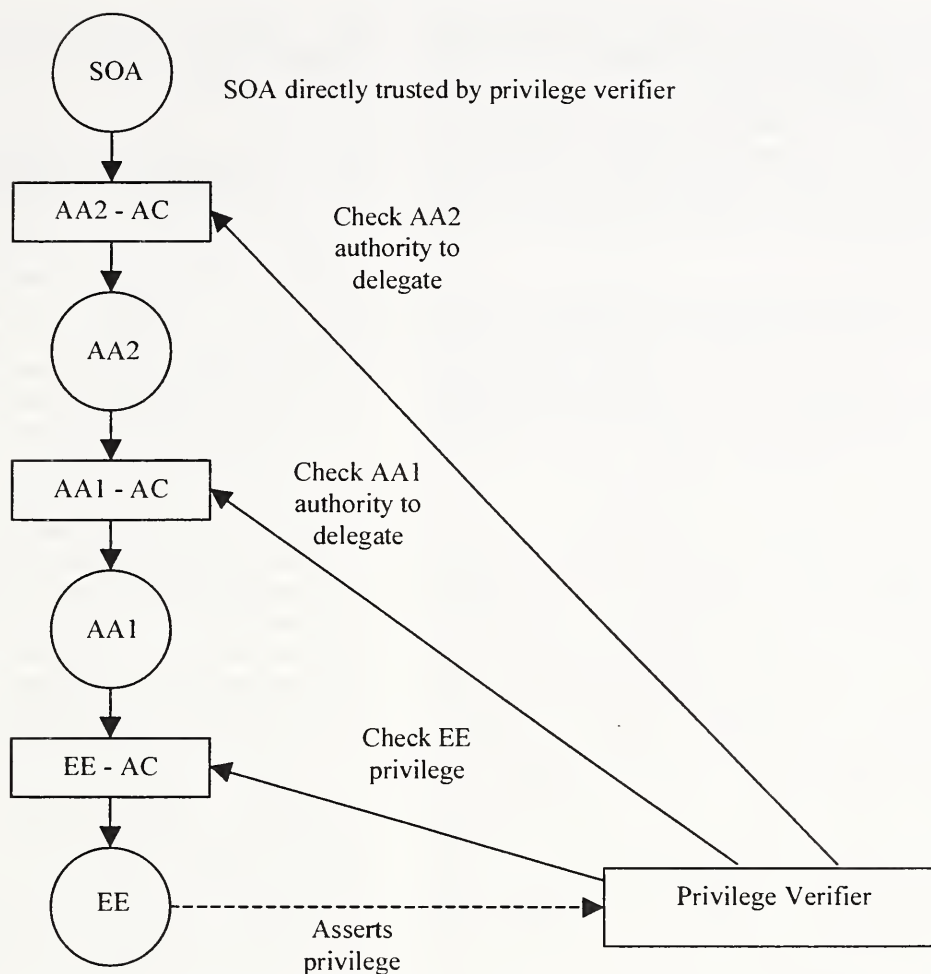 SOA
SOA directly trusted by privilege verifier
AA2 - AC
Check AA2
authority to
delegate
AA2
Check AA1
authority to
delegate
AA1 - AC
AA1
Check EE
privilege
EE - AC
Privilege Verifier
EE
Asserts
privilege